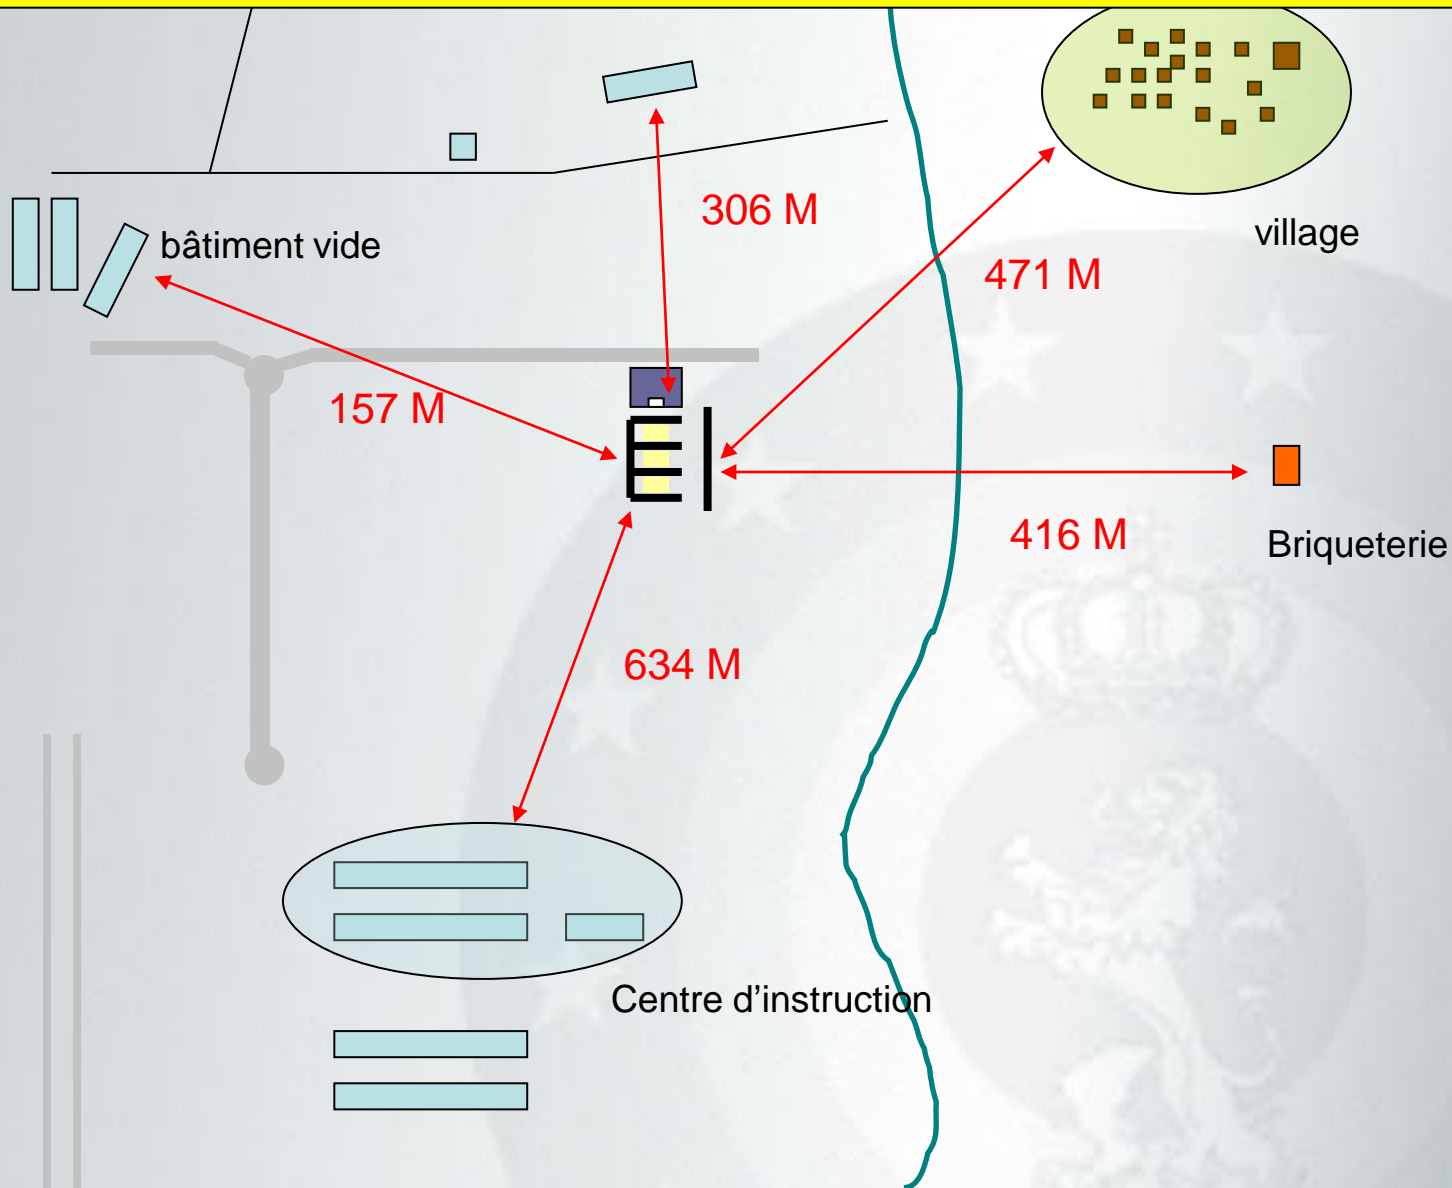 306 M
village
bâtiment vide
471 M
157 M
416 M
Briqueterie
634 M
Centre d’instruction